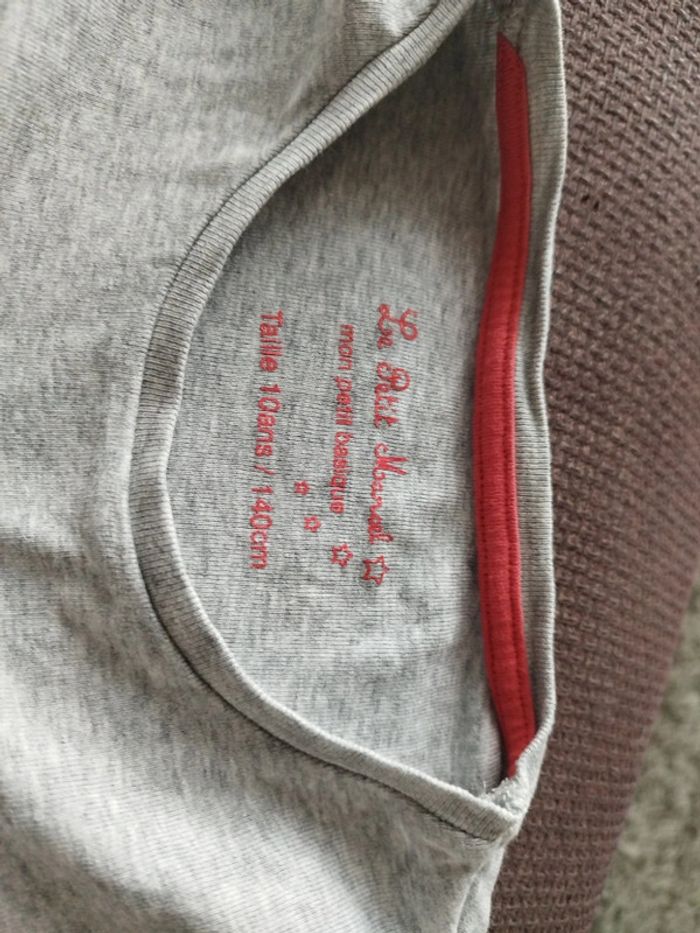 Le Petit Marcel
mon petit basique
Taille 10ans / 140cm